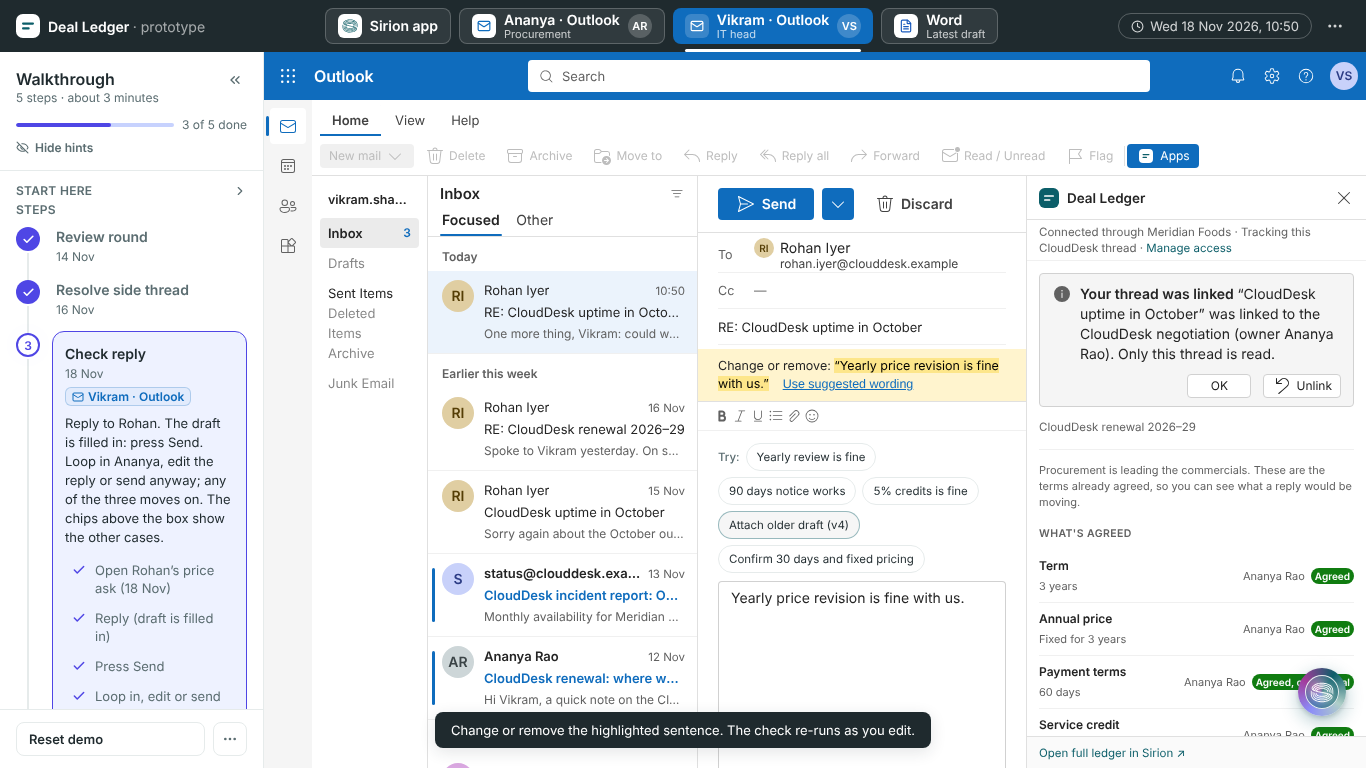 Deal Ledger · prototype
Sirion app
Ananya · Outlook
Procurement
AR
Vikram · Outlook
IT head
VS
Word
Latest draft
Wed 18 Nov 2026, 10:50
Walkthrough
5 steps · about 3 minutes
3 of 5 done
Hide hints
START HERE
STEPS
Review round
14 Nov
Resolve side thread
16 Nov
3
Check reply
18 Nov
Vikram · Outlook
Reply to Rohan. The draft
is filled in: press Send.
Loop in Ananya, edit the
reply or send anyway; any
of the three moves on. The
chips above the box show
the other cases.
Open Rohan's price
ask (18 Nov)
Reply (draft is filled
in)
Press Send
Loop in, edit or send
Reset demo
Outlook
Search
VS
Home
View
Help
New mail
Delete
Archive
Move to
Reply
Reply all
Forward
Read / Unread
Flag
Apps
vikram.sha...
Inbox
3
Drafts
Sent Items
Deleted
Items
Archive
Junk Email
Inbox
Focused
Other
Today
RI
Rohan Iyer
10:50
RE: CloudDesk uptime in Octo...
One more thing, Vikram: could w...
Earlier this week
RI
Rohan Iyer
16 Nov
RE: CloudDesk renewal 2026–29
Spoke to Vikram yesterday. On s...
RI
Rohan Iyer
15 Nov
CloudDesk uptime in October
Sorry again about the October ou...
S
status@clouddesk.exa...
13 Nov
CloudDesk incident report: O...
Monthly availability for Meridian ...
AR
Ananya Rao
12 Nov
CloudDesk renewal: where w...
Hi Vikram, a quick note on the Cl...
Send
Discard
To
RI
Rohan Iyer
rohan.iyer@clouddesk.example
Cc
—
RE: CloudDesk uptime in October
Change or remove: “Yearly price revision is fine
with us.” Use suggested wording
B I U
Try:
Yearly review is fine
90 days notice works
5% credits is fine
Attach older draft (v4)
Confirm 30 days and fixed pricing
Yearly price revision is fine with us.
Change or remove the highlighted sentence. The check re-runs as you edit.
Deal Ledger
Connected through Meridian Foods · Tracking this
CloudDesk thread · Manage access
Your thread was linked “CloudDesk
uptime in October” was linked to the
CloudDesk negotiation (owner Ananya
Rao). Only this thread is read.
OK
Unlink
CloudDesk renewal 2026–29
Procurement is leading the commercials. These are the
terms already agreed, so you can see what a reply would be
moving.
WHAT'S AGREED
Term
3 years
Ananya Rao
Agreed
Annual price
Fixed for 3 years
Ananya Rao
Agreed
Payment terms
60 days
Ananya Rao
Agreed,
Service credit
Ananya Rao
Agreed
Open full ledger in Sirion ↗